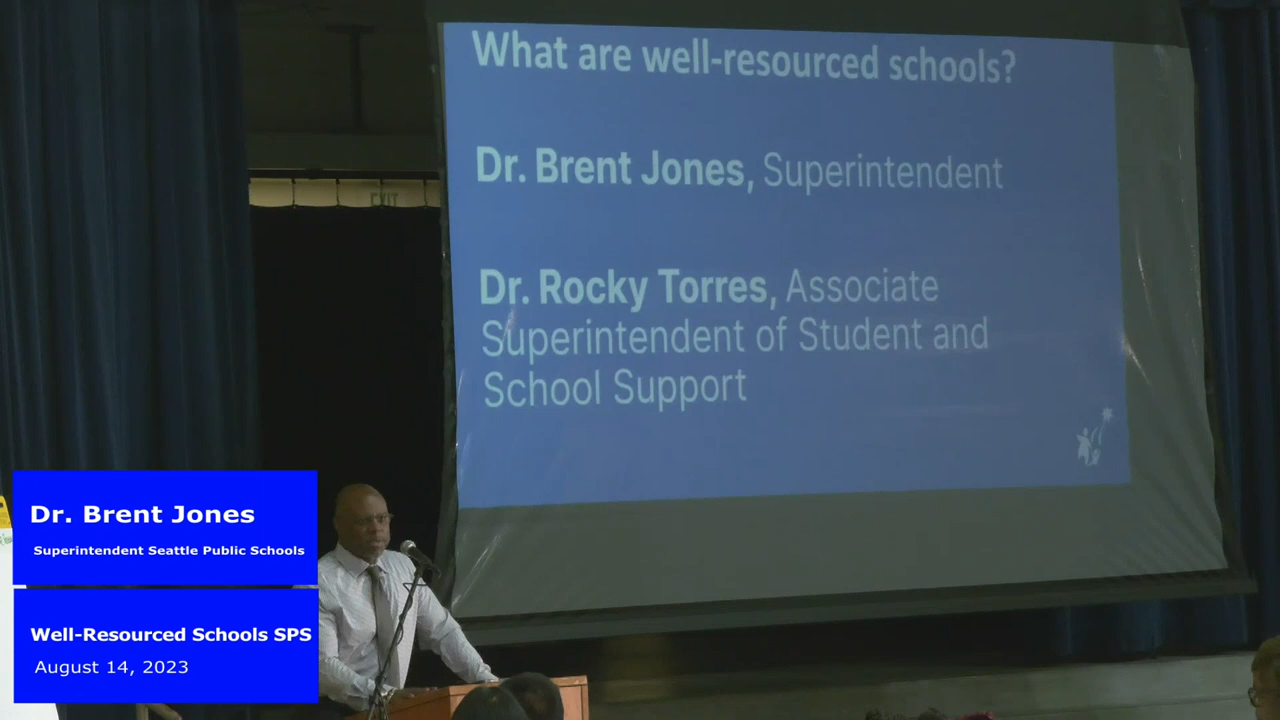 What are well-resourced schools?
Dr. Brent Jones, Superintendent
Dr. Rocky Torres, Associate
Superintendent of Student and
School Support
EXIT
Dr. Brent Jones
Superintendent Seattle Public Schools
Well-Resourced Schools SPS
August 14, 2023